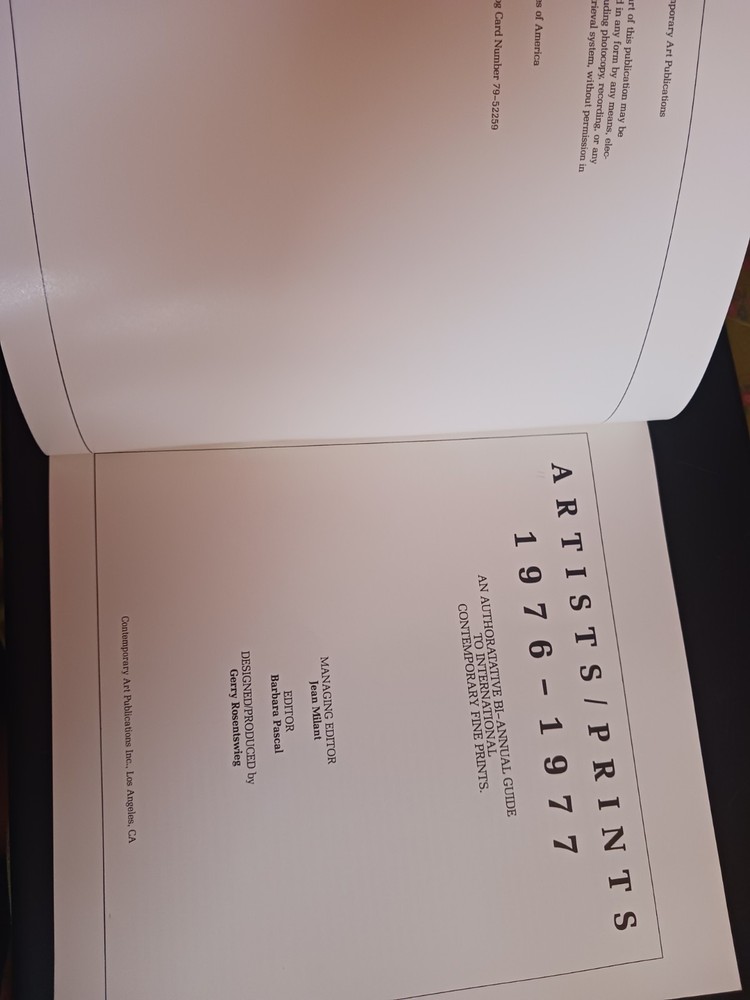 porary Art Publications
rt of this publication may be
d in any form by any means, elec-
uding photocopy, recording, or any
rieval system, without permission in
es of America
og Card Number 79-52259
ARTISTS/PRINTS
1976-1977
AN AUTHORATATIVE BI-ANNUAL GUIDE
TO INTERNATIONAL
CONTEMPORARY FINE PRINTS.
MANAGING EDITOR
Jean Milant
EDITOR
Barbara Pascal
DESIGNED/PRODUCED by
Gerry Rosentswieg
Contemporary Art Publications Inc., Los Angeles, CA